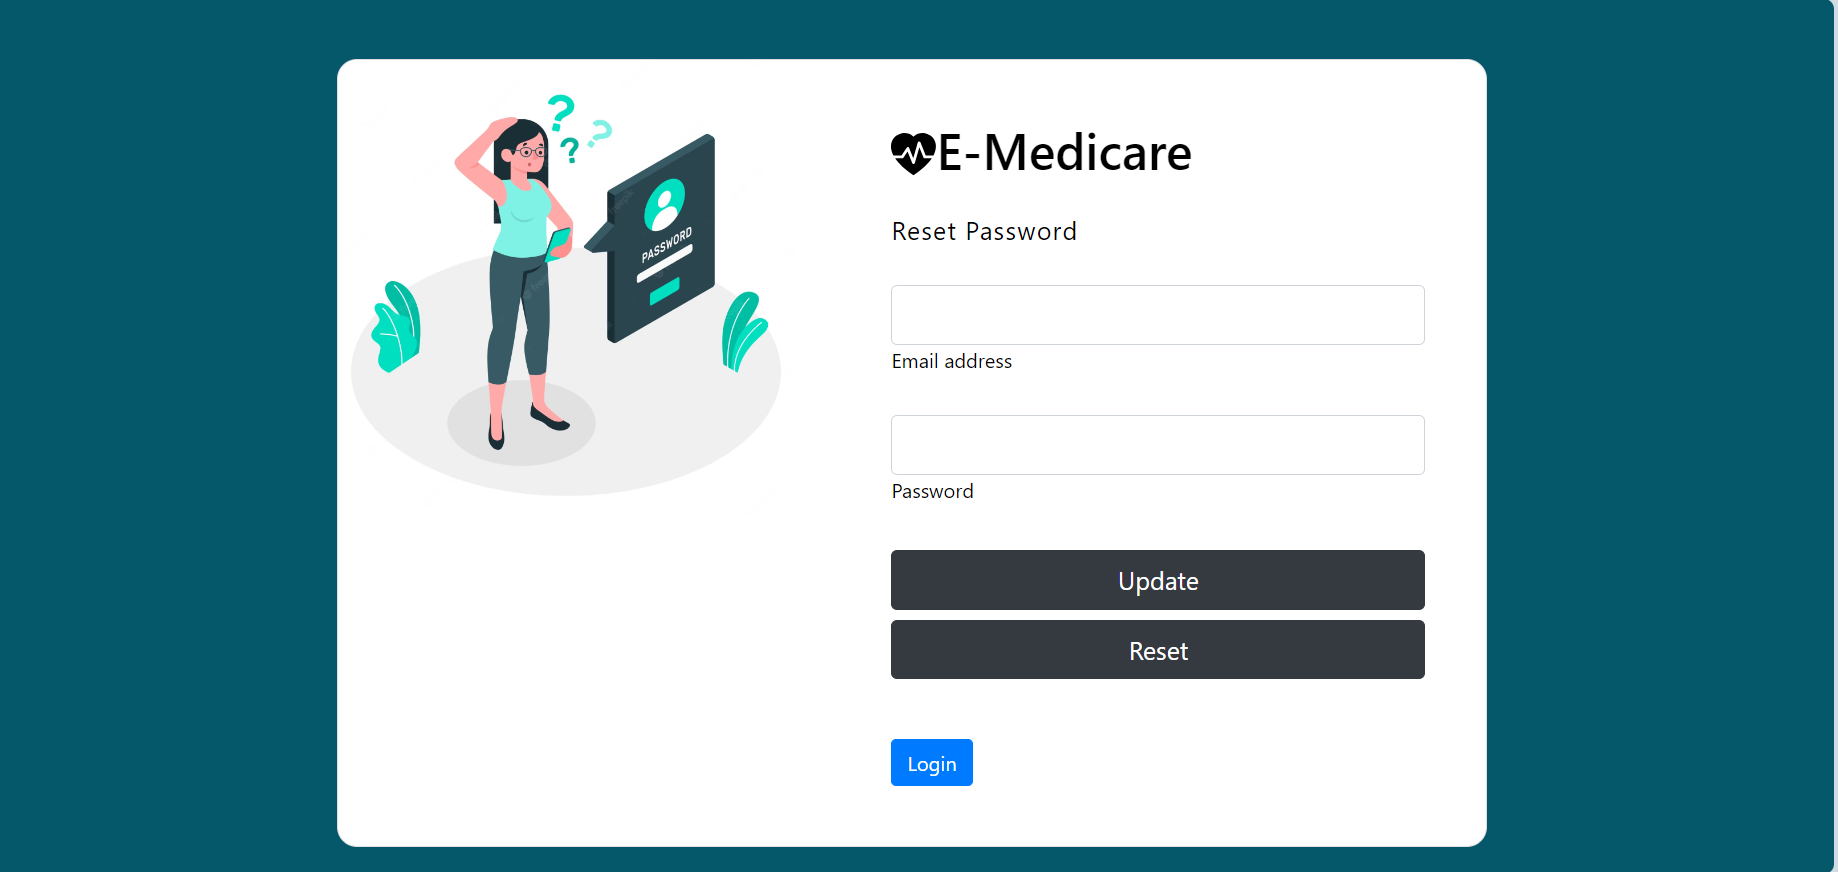 ? ? ?
PASSWORD
E-Medicare
Reset Password
Email address
Password
Update
Reset
Login